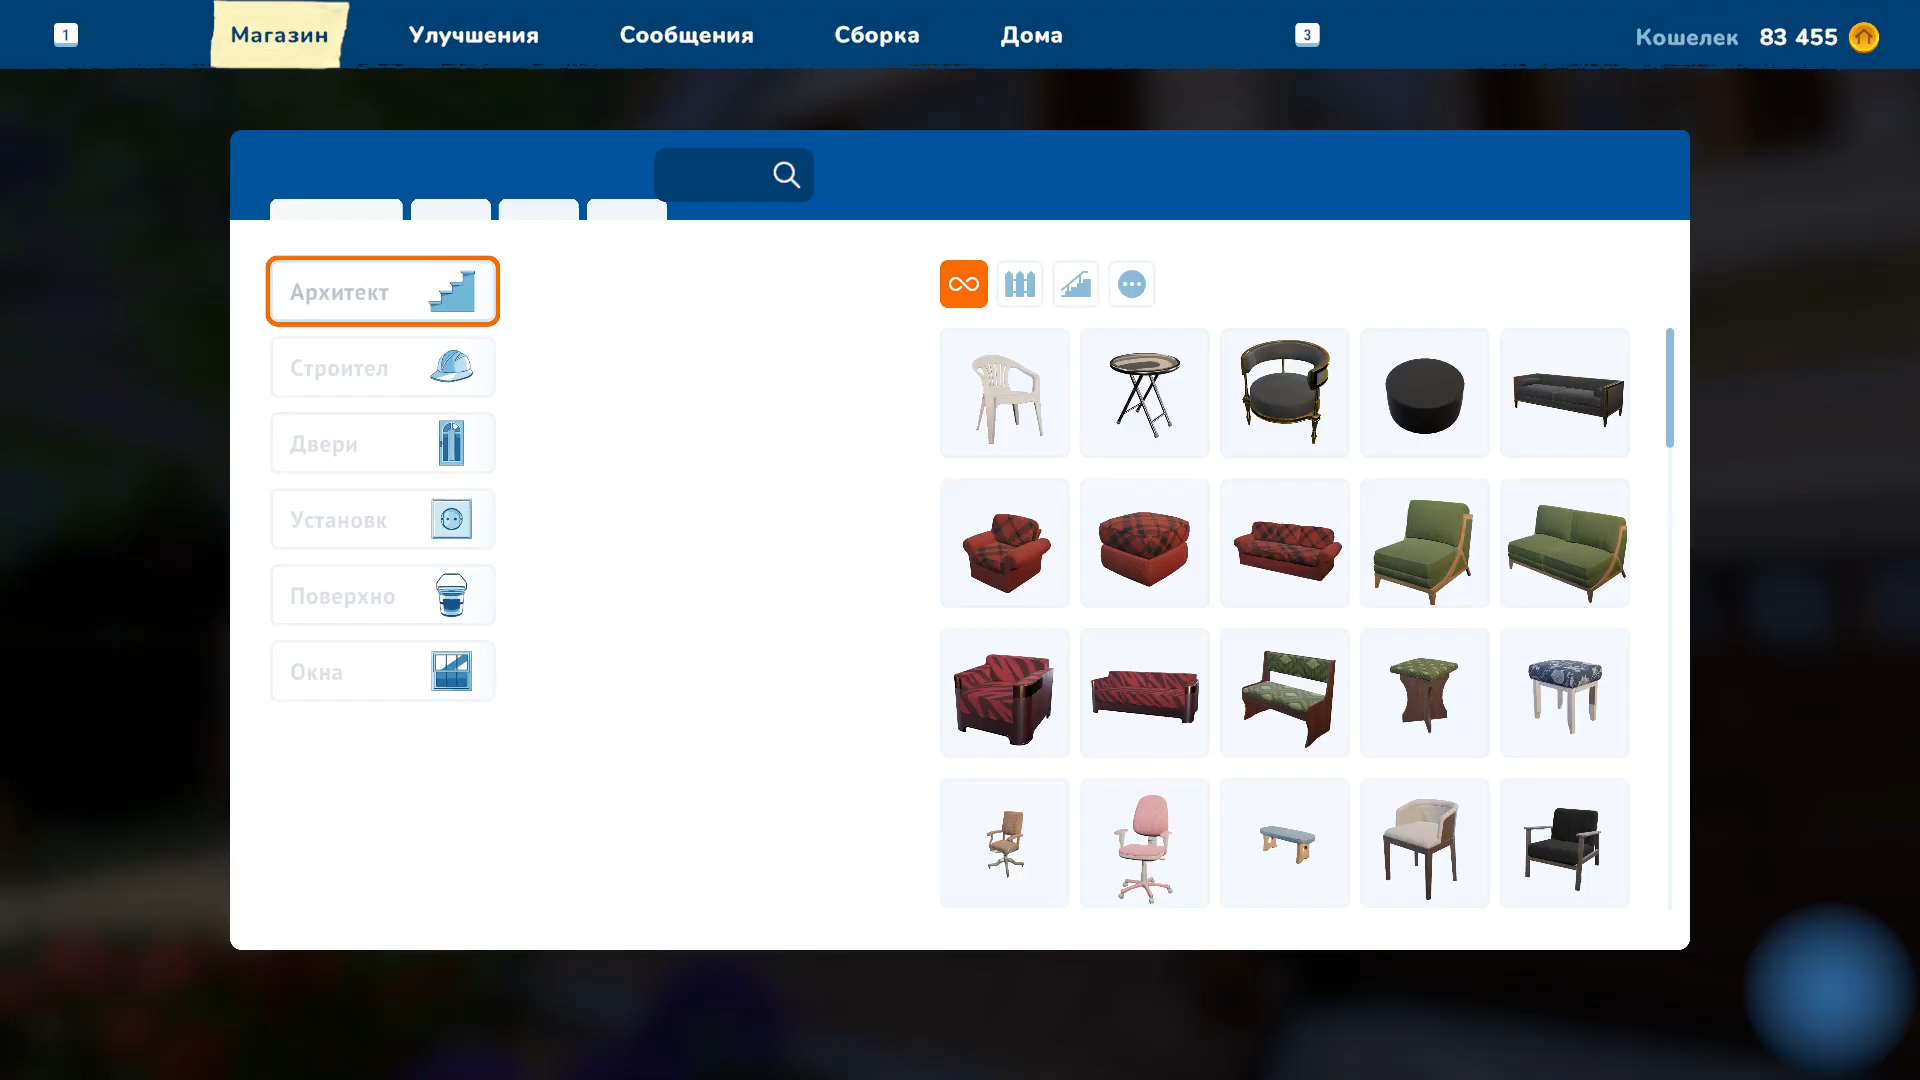 1
Магазин
Улучшения
Сообщения
Сборка
Дома
3
Кошелек 83 455
Архитект
Строител
Двери
Установк
Поверхно
Окна